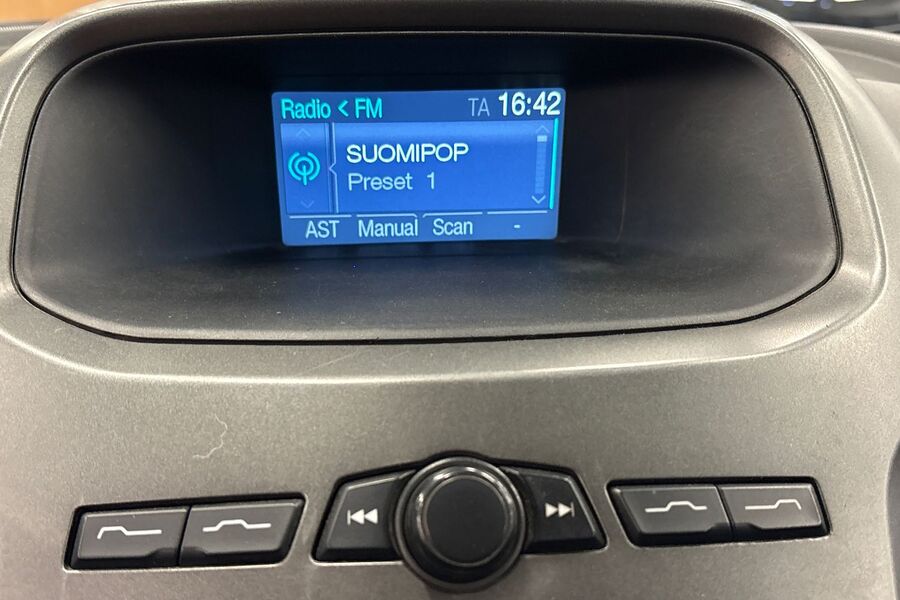 Radio < FM TA 16:42
SUOMIPOP
Preset 1
AST Manual Scan -